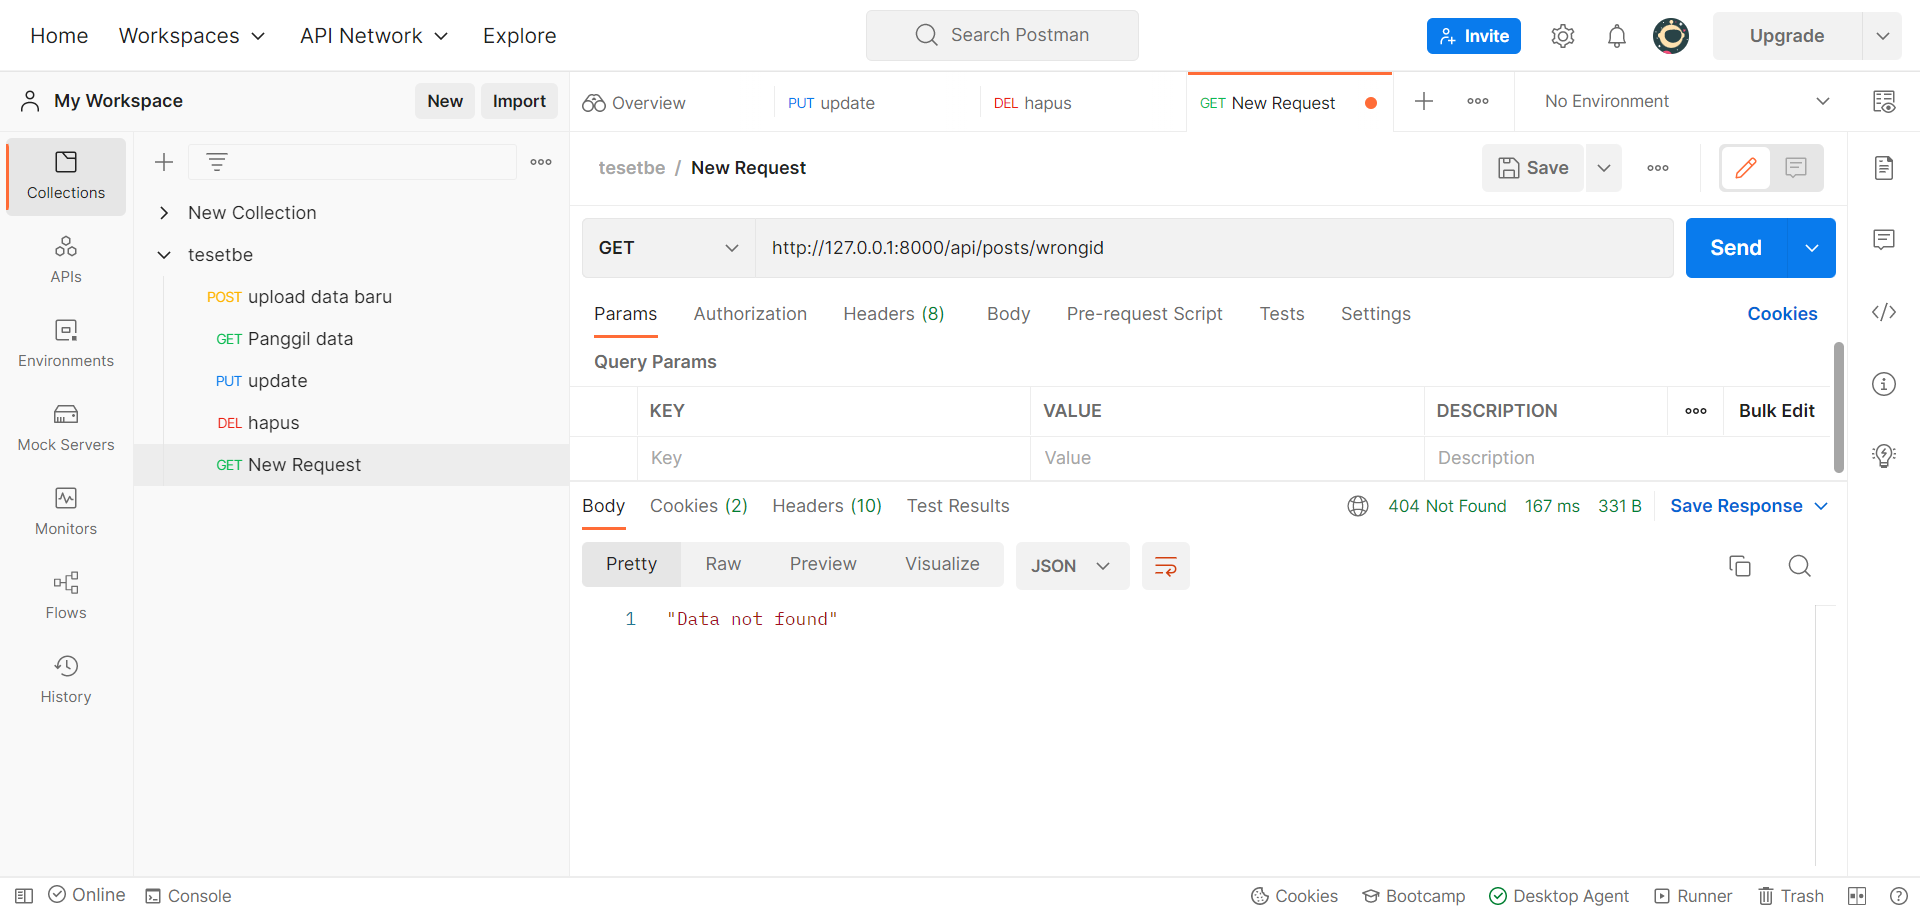 Home Workspaces API Network Explore Search Postman Invite Upgrade
My Workspace New Import Overview PUT update DEL hapus GET New Request No Environment
Collections
APIs
Environments
Mock Servers
Monitors
Flows
History
New Collection
tesetbe
POST upload data baru
GET Panggil data
PUT update
DEL hapus
GET New Request
tesetbe / New Request Save
GET http://127.0.0.1:8000/api/posts/wrongid Send
Params Authorization Headers (8) Body Pre-request Script Tests Settings Cookies
Query Params
KEY VALUE DESCRIPTION Bulk Edit
Key Value Description
Body Cookies (2) Headers (10) Test Results 404 Not Found 167 ms 331 B Save Response
Pretty Raw Preview Visualize JSON
1 "Data not found"
Online Console Cookies Bootcamp Desktop Agent Runner Trash